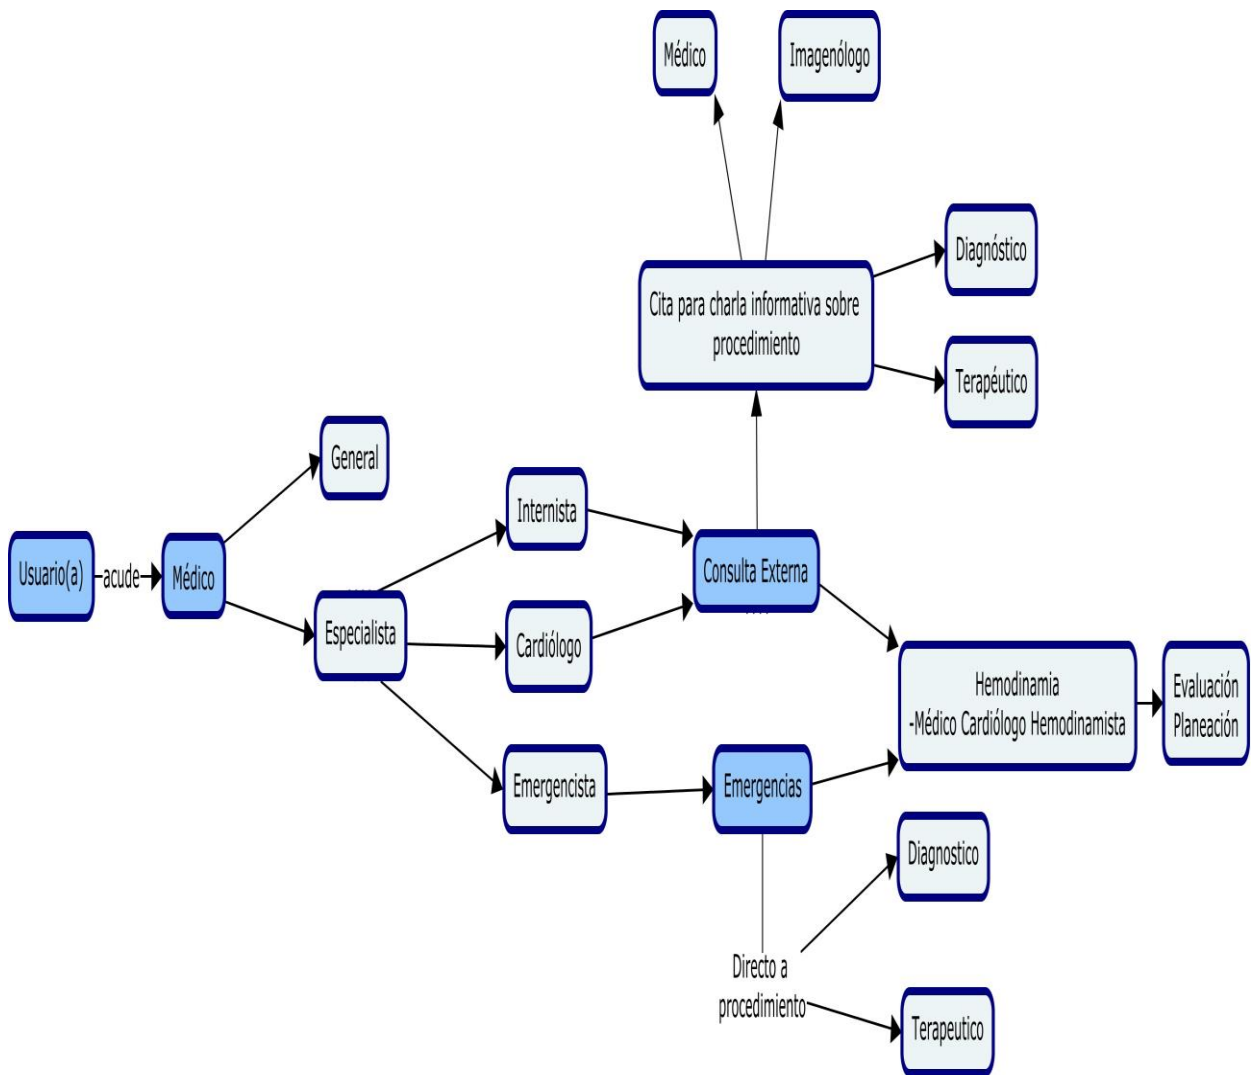 Médico
Imagenólogo
Diagnóstico
Cita para charla informativa sobre
procedimiento
Terapéutico
General
Internista
Usuario(a)
acude
Médico
Consulta Externa
Especialista
Cardiólogo
Hemodinamia
-Médico Cardiólogo Hemodinamista
Evaluación
Planeación
Emergencista
Emergencias
Diagnostico
Directo a
procedimiento
Terapeutico